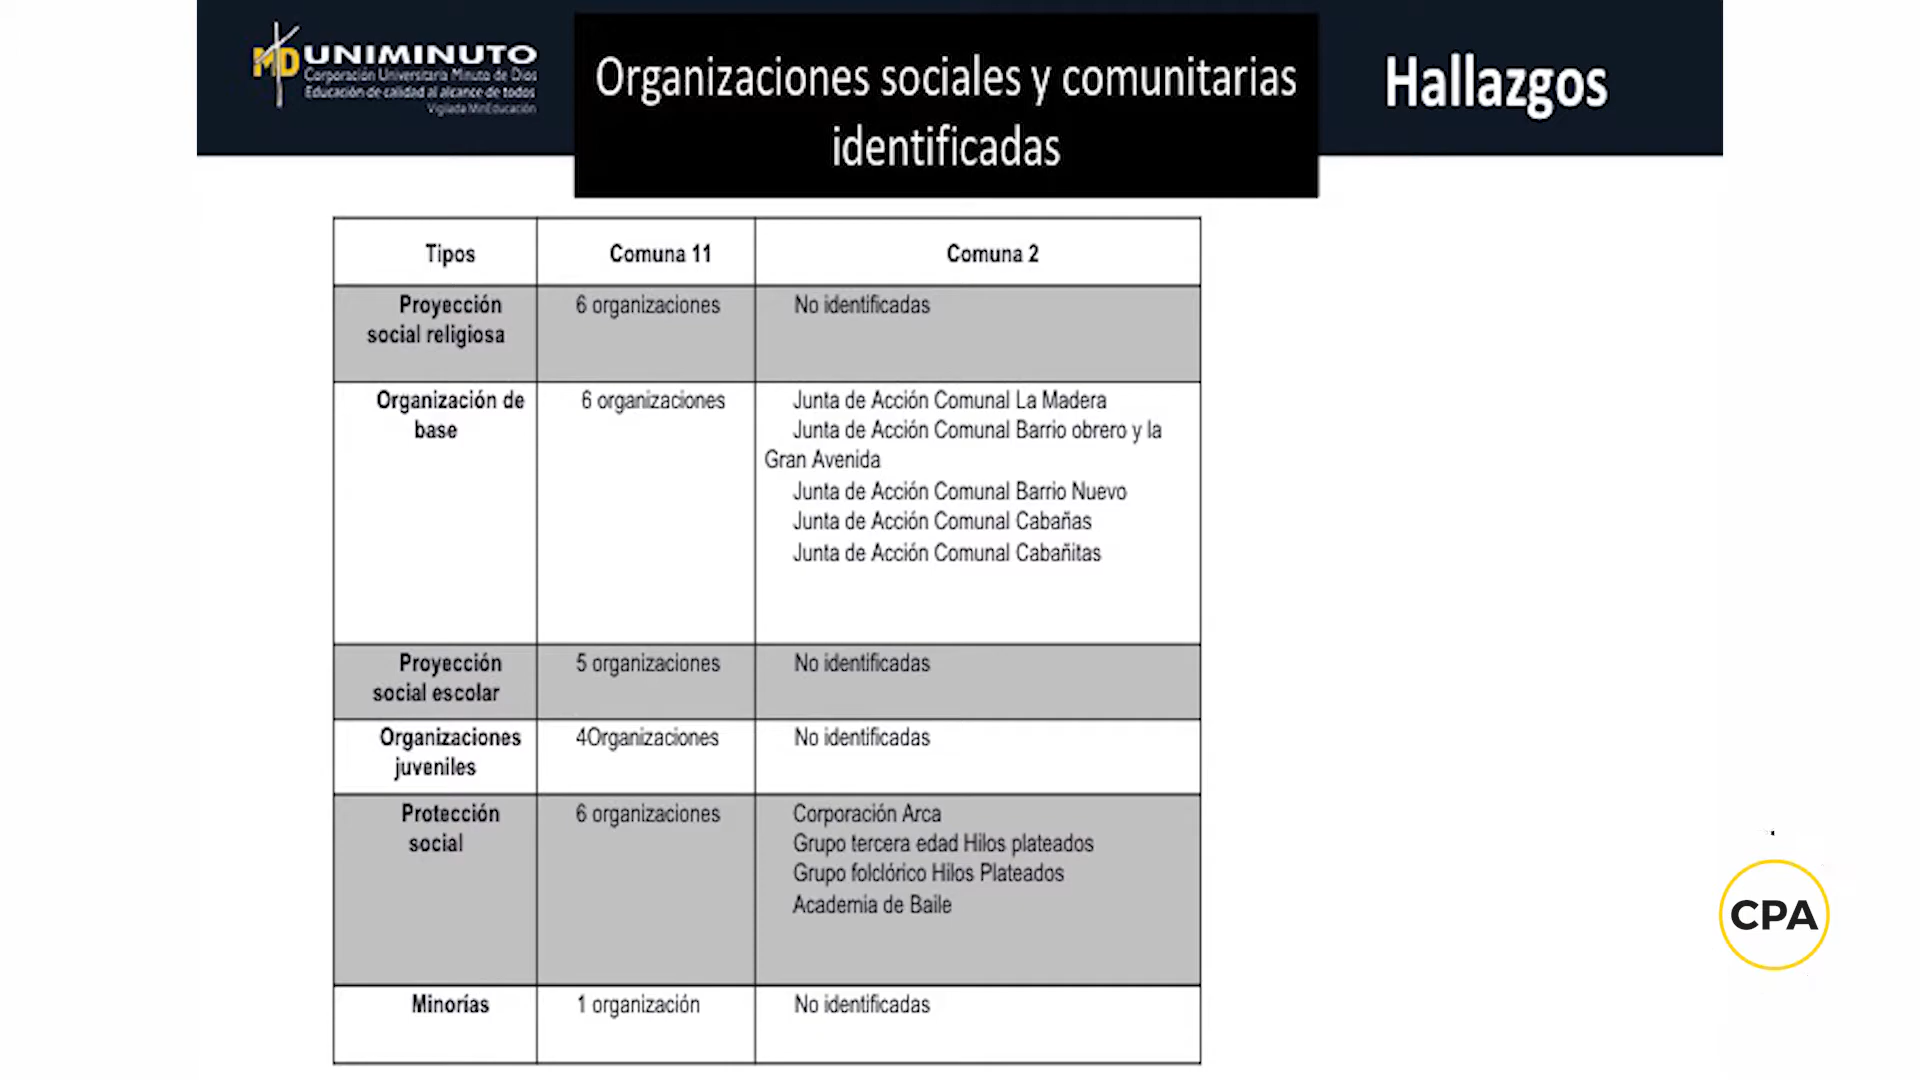 MD UNIMINUTO
Corporación Universitaria Minuto de Dios
Educación de calidad al alcance de todos
Vigilada MinEducación
Organizaciones sociales y comunitarias
identificadas
Hallazgos
Tipos
Comuna 11
Comuna 2
Proyección
social religiosa
6 organizaciones
No identificadas
Organización de
base
6 organizaciones
Junta de Acción Comunal La Madera
Junta de Acción Comunal Barrio obrero y la
Gran Avenida
Junta de Acción Comunal Barrio Nuevo
Junta de Acción Comunal Cabañas
Junta de Acción Comunal Cabañitas
Proyección
social escolar
5 organizaciones
No identificadas
Organizaciones
juveniles
4Organizaciones
No identificadas
Protección
social
6 organizaciones
Corporación Arca
Grupo tercera edad Hilos plateados
Grupo folclórico Hilos Plateados
Academia de Baile
Minorías
1 organización
No identificadas
CPA